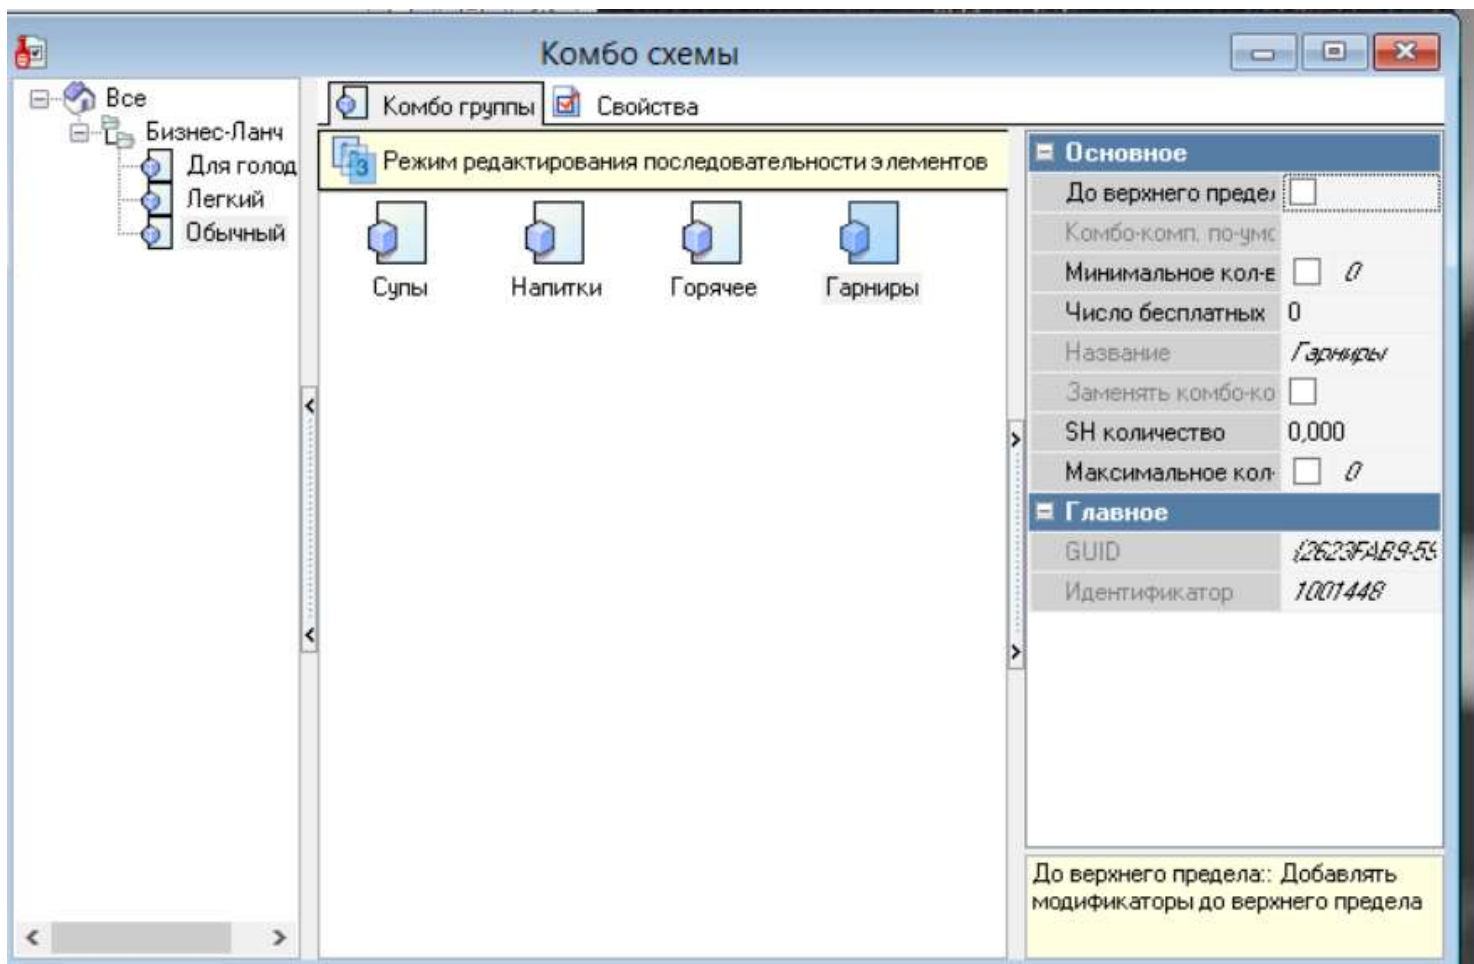 Комбо схемы
Все
Бизнес-Ланч
Для голод
Легкий
Обычный
Комбо группы
Свойства
Режим редактирования последовательности элементов
Супы
Напитки
Горячее
Гарниры
Основное
До верхнего преде
Комбо-комп. по-умс
Минимальное кол-в
0
Число бесплатных
0
Название
Гарниры
Заменять комбо-ко
SH количество
0,000
Максимальное кол-
0
Главное
GUID
{2623FAB9-59
Идентификатор
1001448
До верхнего предела:: Добавлять
модификаторы до верхнего предела